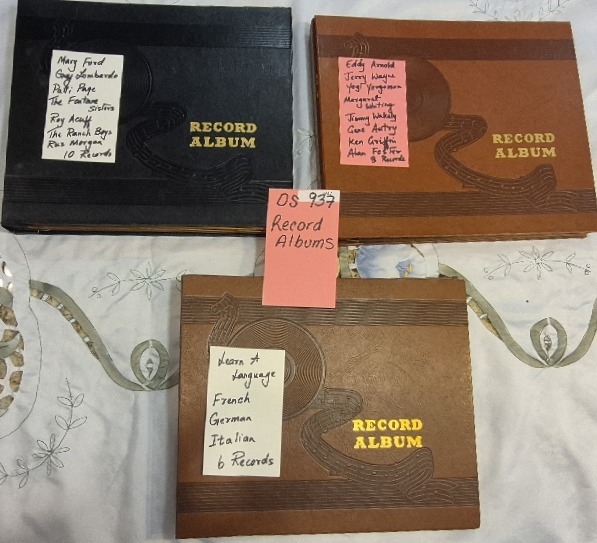 Mary Ford
Guy Lombardo
Patti Page
The Fontane
Sisters
Roy Acuff
The Ranch Boys
Russ Morgan
10 Records
RECORD
ALBUM
Eddy Arnold
Jerry Wayne
Yogi Yorgesson
Margaret
Whiting
Jimmy Wakely
Gene Autry
Ken Griffin
Alan Foster
8 Records
RECORD
ALBUM
OS 937
Record
Albums
Learn A
Language
French
German
Italian
6 Records
RECORD
ALBUM